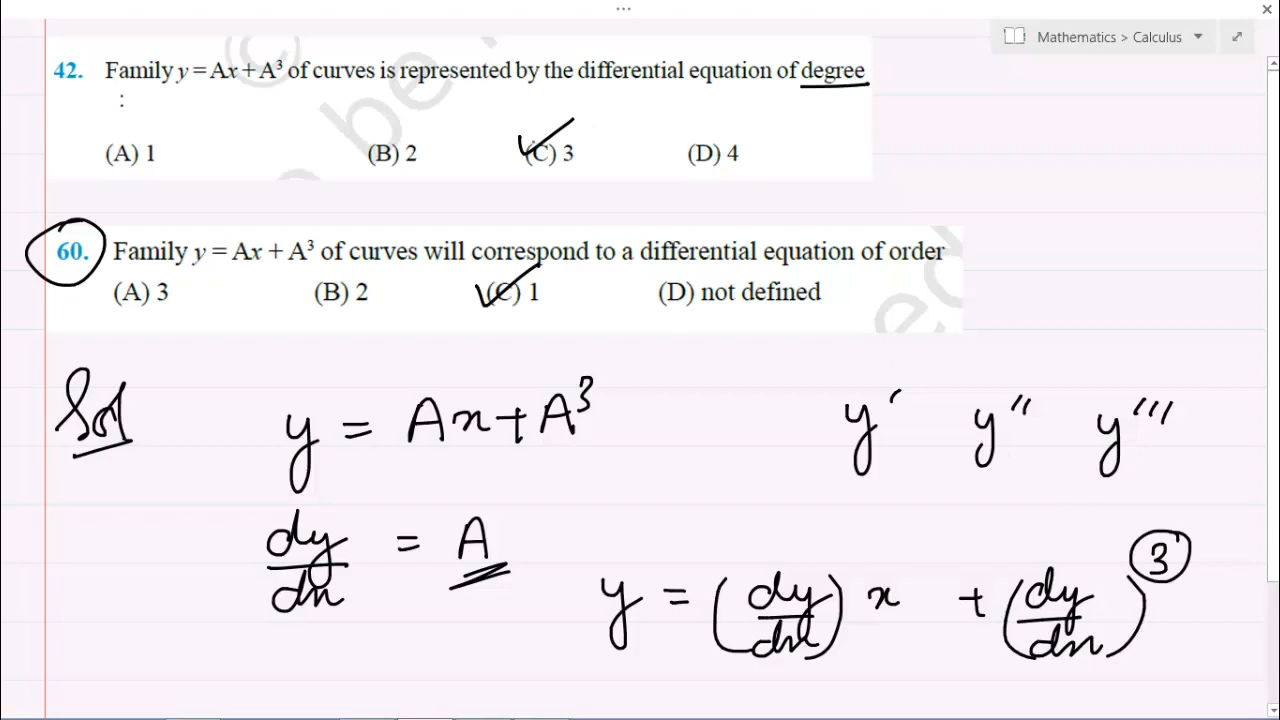 Mathematics > Calculus
42. Family y = Ax + A³ of curves is represented by the differential equation of degree
:
(A) 1 (B) 2 (C) 3 (D) 4
60. Family y = Ax + A³ of curves will correspond to a differential equation of order
(A) 3 (B) 2 (C) 1 (D) not defined
Sol y = Ax + A³ y' y'' y'''
dy/dx = A
y = (dy/dx) x + (dy/dx)³